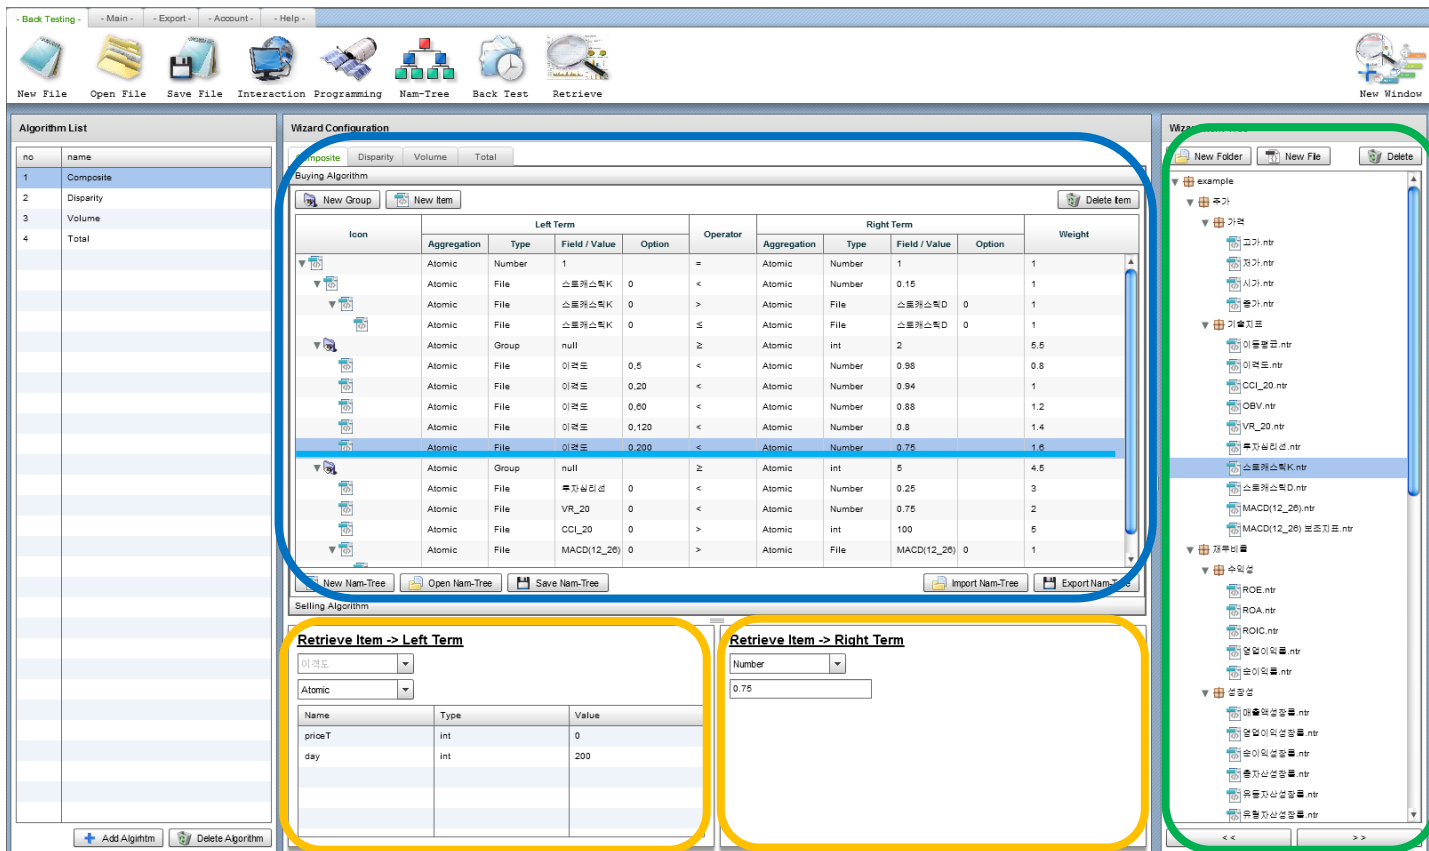 - Back Testing -   - Main -   - Export -   - Account -   - Help -
New File   Open File   Save File   Interaction   Programming   Nam-Tree   Back Test   Retrieve   New Window
Algorithm List
no   name
1   Composite
2   Disparity
3   Volume
4   Total
Add Algirhtm   Delete Algorithm
Wizard Configuration
Composite   Disparity   Volume   Total
Buying Algorithm
New Group   New Item   Delete Item
Icon   Left Term   Operator   Right Term   Weight
Aggregation   Type   Field / Value   Option   Aggregation   Type   Field / Value   Option
Atomic   Number   1   =   Atomic   Number   1   1
Atomic   File   스토캐스틱K   0   <   Atomic   Number   0.15   1
Atomic   File   스토캐스틱K   0   >   Atomic   File   스토캐스틱D   0   1
Atomic   File   스토캐스틱K   0   ≤   Atomic   File   스토캐스틱D   0   1
Atomic   Group   null   ≥   Atomic   int   2   5.5
Atomic   File   이격도   0,5   <   Atomic   Number   0.98   0.8
Atomic   File   이격도   0,20   <   Atomic   Number   0.94   1
Atomic   File   이격도   0,60   <   Atomic   Number   0.88   1.2
Atomic   File   이격도   0,120   <   Atomic   Number   0.8   1.4
Atomic   File   이격도   0,200   <   Atomic   Number   0.75   1.6
Atomic   Group   null   ≥   Atomic   int   5   4.5
Atomic   File   투자심리선   0   <   Atomic   Number   0.25   3
Atomic   File   VR_20   0   <   Atomic   Number   0.75   2
Atomic   File   CCI_20   0   >   Atomic   int   100   5
Atomic   File   MACD(12_26)   0   >   Atomic   File   MACD(12_26)   0   1
New Nam-Tree   Open Nam-Tree   Save Nam-Tree   Import Nam-Tree   Export Nam-Tree
Selling Algorithm
Retrieve Item -> Left Term
이격도
Atomic
Name   Type   Value
priceT   int   0
day   int   200
Retrieve Item -> Right Term
Number
0.75
New Folder   New File   Delete
example
주가
가격
고가.ntr
저가.ntr
시가.ntr
종가.ntr
기술지표
이동평균.ntr
이격도.ntr
CCI_20.ntr
OBV.ntr
VR_20.ntr
투자심리선.ntr
스토캐스틱K.ntr
스토캐스틱D.ntr
MACD(12_26).ntr
MACD(12_26) 보조지표.ntr
재무비율
수익성
ROE.ntr
ROA.ntr
ROIC.ntr
영업이익률.ntr
순이익률.ntr
성장성
매출액성장률.ntr
영업이익성장률.ntr
순이익성장률.ntr
총자산성장률.ntr
유동자산성장률.ntr
유형자산성장률.ntr
< <   > >